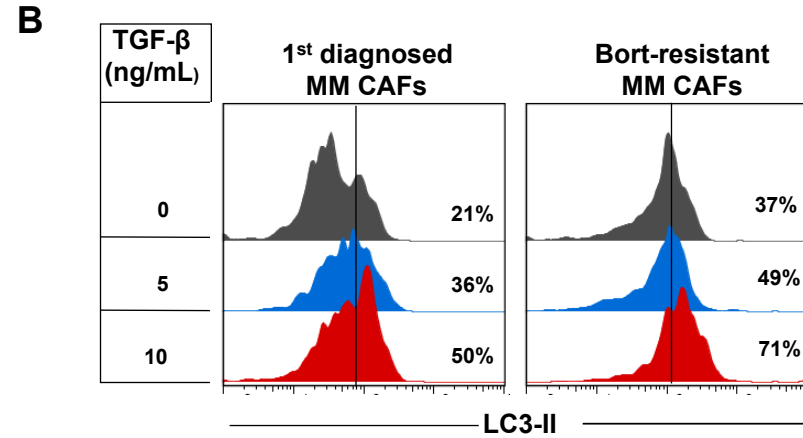 B
TGF-β
(ng/mL)
1st diagnosed
MM CAFs
Bort-resistant
MM CAFs
0
21%
37%
5
36%
49%
10
50%
71%
LC3-II